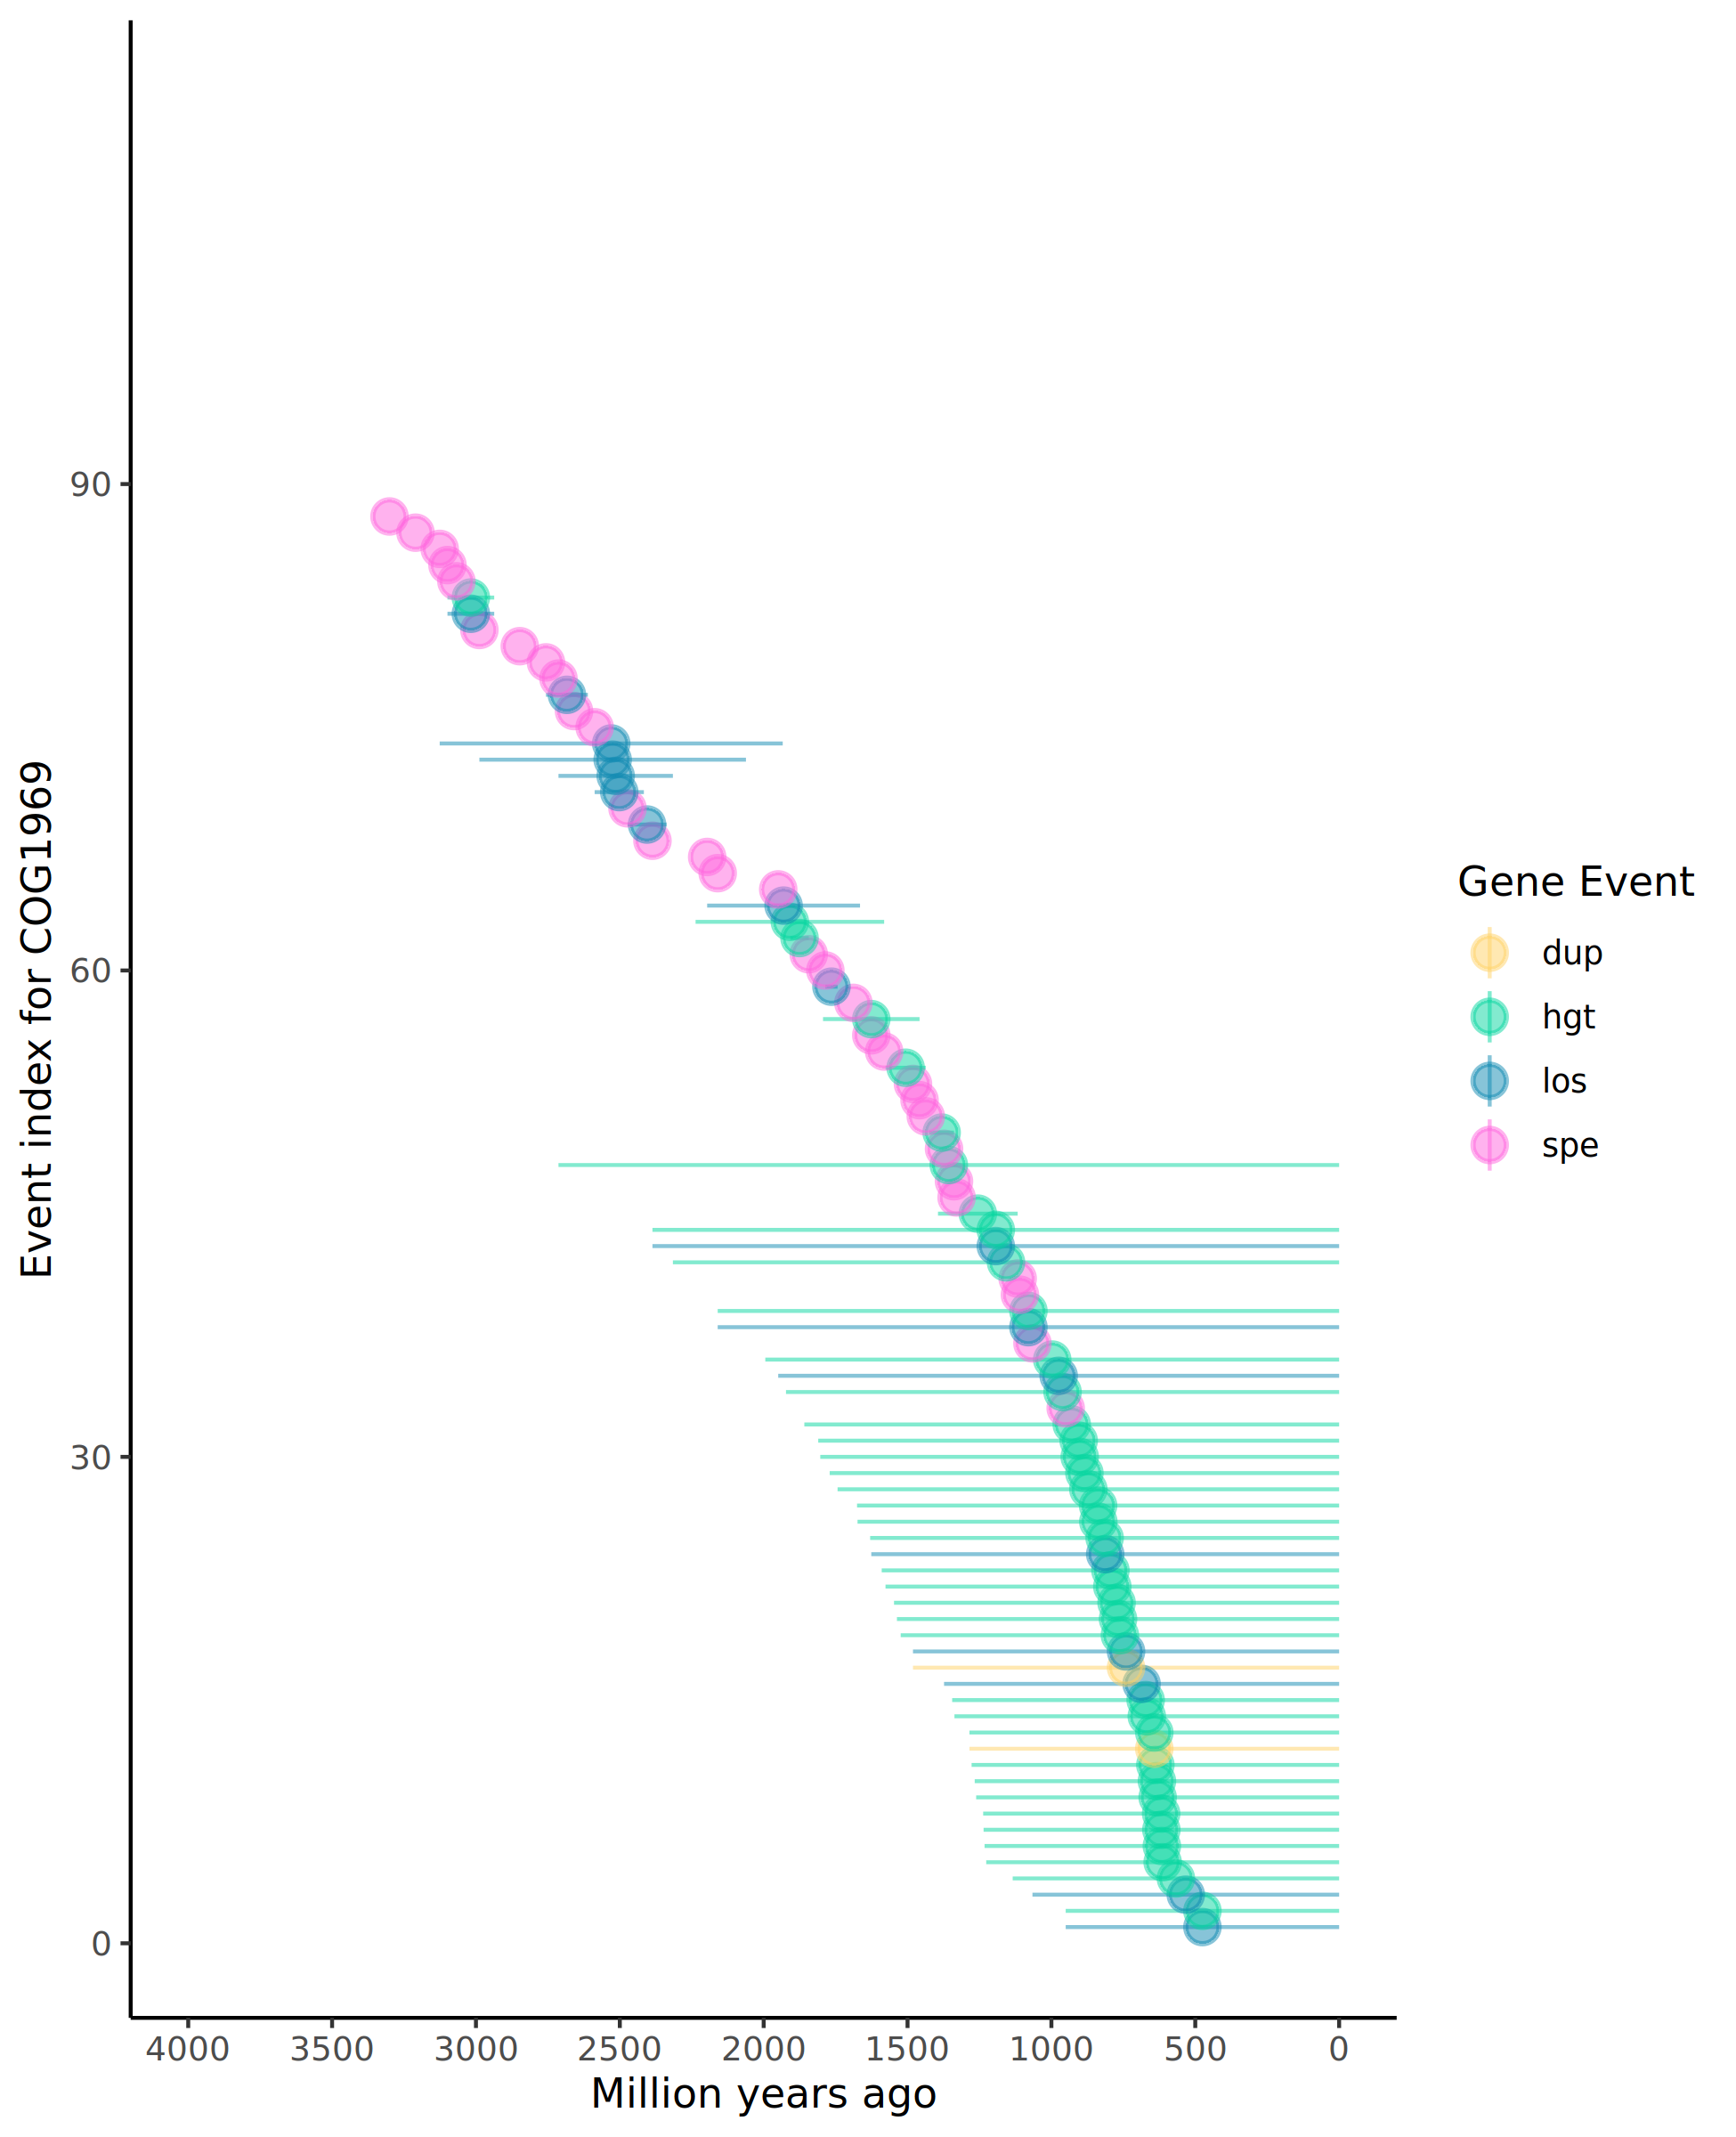 Event index for COG1969
90
60
30
0
4000 3500 3000 2500 2000 1500 1000 500 0
Million years ago
Gene Event
dup
hgt
los
spe